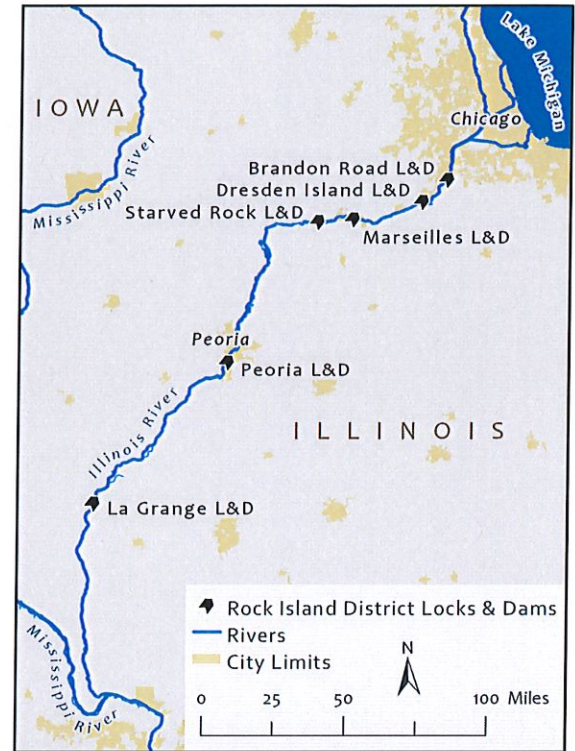 IOWA
Lake Michigan
Chicago
Mississippi River
Brandon Road L&D
Dresden Island L&D
Starved Rock L&D
Marseilles L&D
Peoria
Peoria L&D
ILLINOIS
Illinois River
La Grange L&D
Mississippi River
Rock Island District Locks & Dams
Rivers
City Limits
N
0 25 50 100 Miles